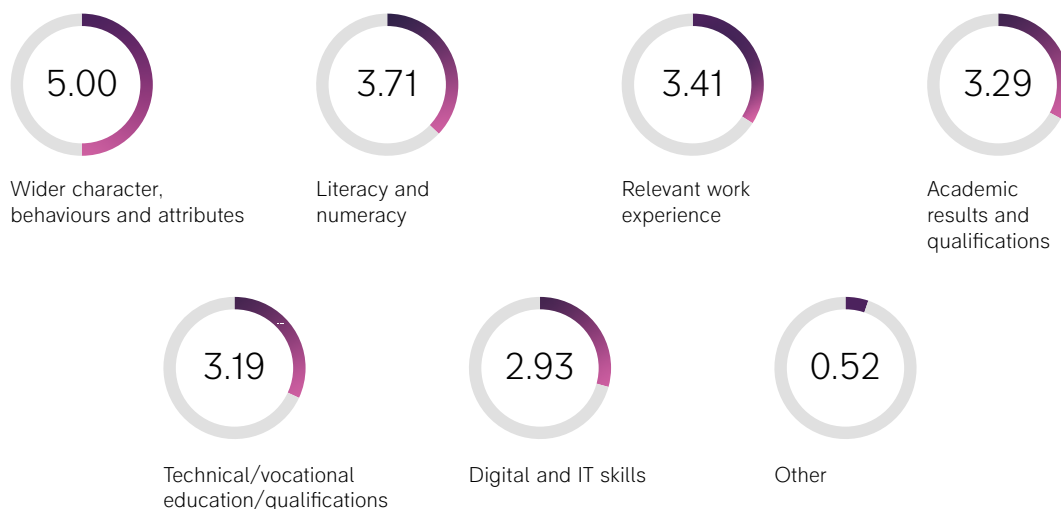 5.00
3.71
3.41
3.29
Wider character,
behaviours and attributes
Literacy and
numeracy
Relevant work
experience
Academic
results and
qualifications
3.19
2.93
0.52
Technical/vocational
education/qualifications
Digital and IT skills
Other